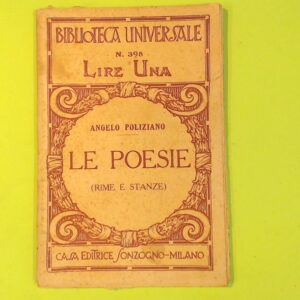 BIBLIOTECA UNIVERSALE
N. 398
LIRE UNA
ANGELO POLIZIANO
LE POESIE
(RIME E STANZE)
CASA EDITRICE SONZOGNO-MILANO